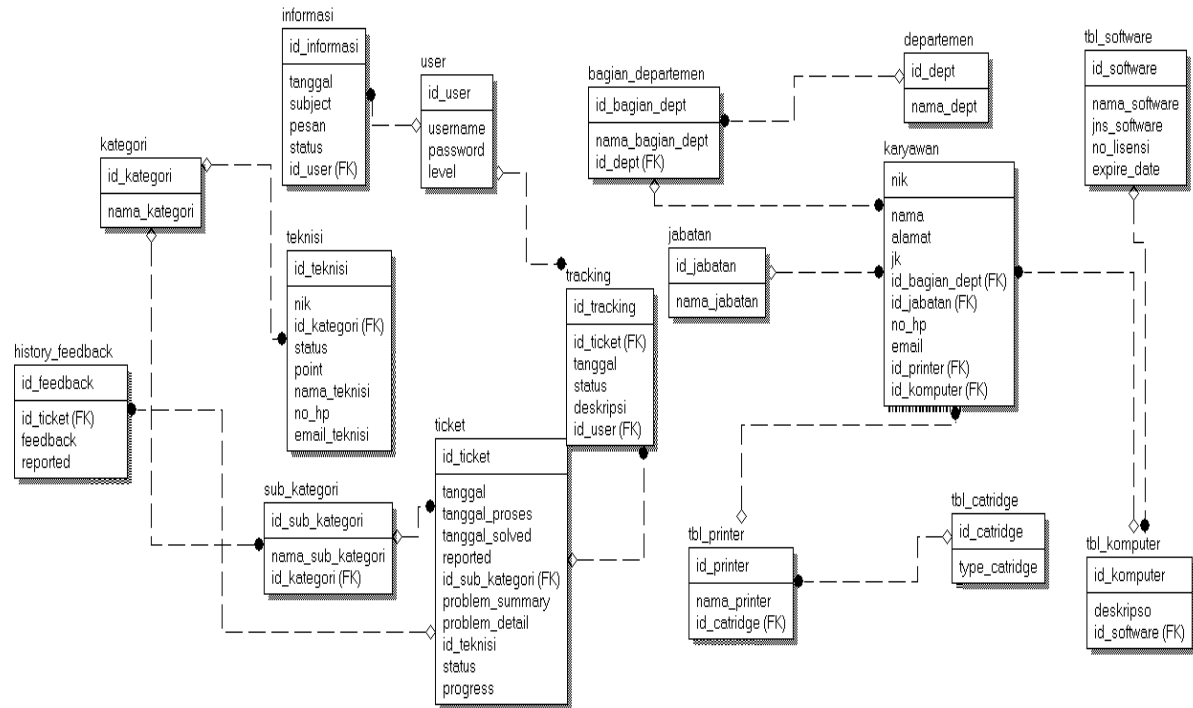 informasi
id_informasi
tanggal
subject
pesan
status
id_user (FK)
user
id_user
username
password
level
bagian_departemen
id_bagian_dept
nama_bagian_dept
id_dept (FK)
departemen
id_dept
nama_dept
tbl_software
id_software
nama_software
jns_software
no_lisensi
expire_date
kategori
id_kategori
nama_kategori
teknisi
id_teknisi
nik
id_kategori (FK)
status
point
nama_teknisi
no_hp
email_teknisi
jabatan
id_jabatan
nama_jabatan
karyawan
nik
nama
alamat
jk
id_bagian_dept (FK)
id_jabatan (FK)
no_hp
email
id_printer (FK)
id_komputer (FK)
tracking
id_tracking
id_ticket (FK)
tanggal
status
deskripsi
id_user (FK)
history_feedback
id_feedback
id_ticket (FK)
feedback
reported
sub_kategori
id_sub_kategori
nama_sub_kategori
id_kategori (FK)
ticket
id_ticket
tanggal
tanggal_proses
tanggal_solved
reported
id_sub_kategori (FK)
problem_summary
problem_detail
id_teknisi
status
progress
tbl_printer
id_printer
nama_printer
id_catridge (FK)
tbl_catridge
id_catridge
type_catridge
tbl_komputer
id_komputer
deskripso
id_software (FK)